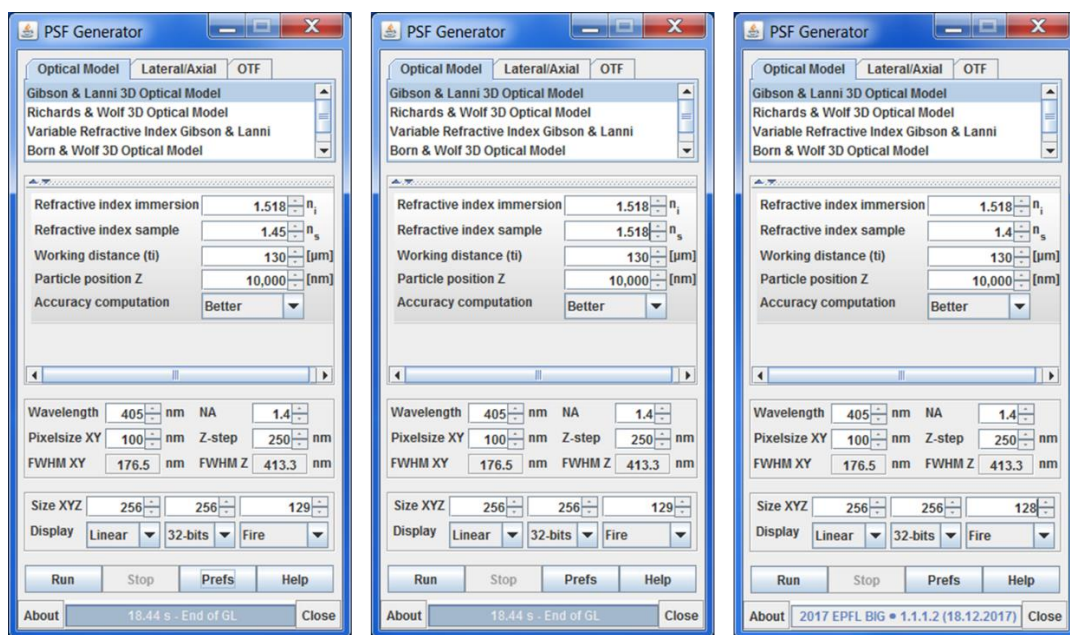 PSF Generator
Optical Model Lateral/Axial OTF
Gibson & Lanni 3D Optical Model
Richards & Wolf 3D Optical Model
Variable Refractive Index Gibson & Lanni
Born & Wolf 3D Optical Model
Refractive index immersion 1.518 ni
Refractive index sample 1.45 ns
Working distance (ti) 130 [µm]
Particle position Z 10,000 [nm]
Accuracy computation Better
Wavelength 405 nm NA 1.4
Pixelsize XY 100 nm Z-step 250 nm
FWHM XY 176.5 nm FWHM Z 413.3 nm
Size XYZ 256 256 129
Display Linear 32-bits Fire
Run Stop Prefs Help
About 18.44 s - End of GL Close
PSF Generator
Optical Model Lateral/Axial OTF
Gibson & Lanni 3D Optical Model
Richards & Wolf 3D Optical Model
Variable Refractive Index Gibson & Lanni
Born & Wolf 3D Optical Model
Refractive index immersion 1.518 ni
Refractive index sample 1.518 ns
Working distance (ti) 130 [µm]
Particle position Z 10,000 [nm]
Accuracy computation Better
Wavelength 405 nm NA 1.4
Pixelsize XY 100 nm Z-step 250 nm
FWHM XY 176.5 nm FWHM Z 413.3 nm
Size XYZ 256 256 129
Display Linear 32-bits Fire
Run Stop Prefs Help
About 18.44 s - End of GL Close
PSF Generator
Optical Model Lateral/Axial OTF
Gibson & Lanni 3D Optical Model
Richards & Wolf 3D Optical Model
Variable Refractive Index Gibson & Lanni
Born & Wolf 3D Optical Model
Refractive index immersion 1.518 ni
Refractive index sample 1.4 ns
Working distance (ti) 130 [µm]
Particle position Z 10,000 [nm]
Accuracy computation Better
Wavelength 405 nm NA 1.4
Pixelsize XY 100 nm Z-step 250 nm
FWHM XY 176.5 nm FWHM Z 413.3 nm
Size XYZ 256 256 128
Display Linear 32-bits Fire
Run Stop Prefs Help
About 2017 EPFL BIG • 1.1.1.2 (18.12.2017) Close